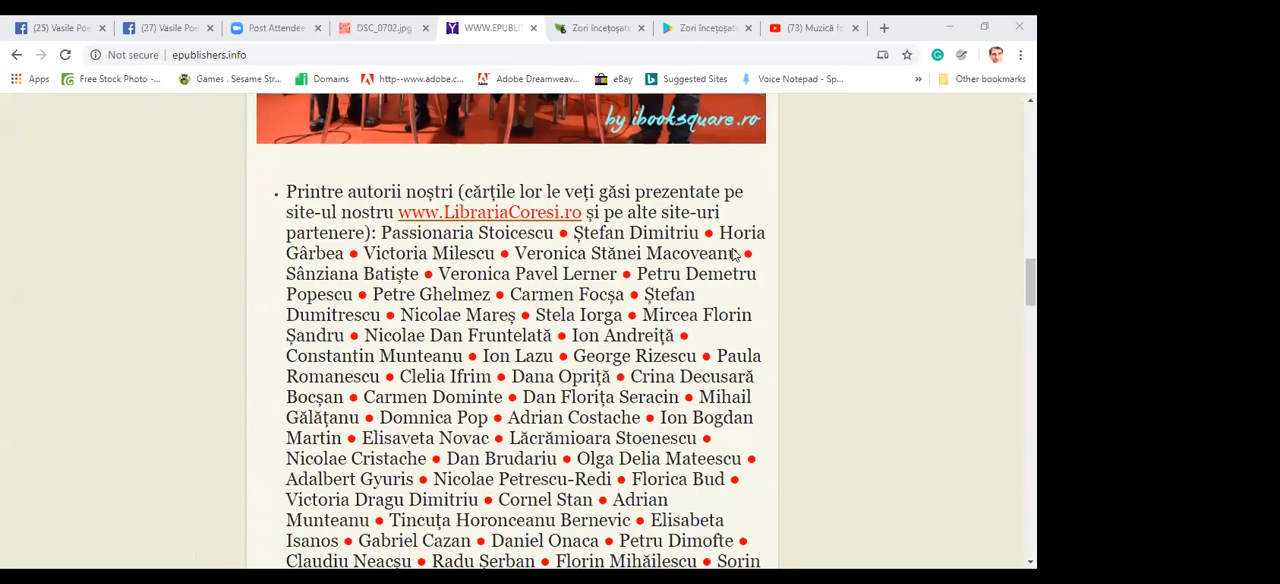 (25) Vasile Poe
(27) Vasile Poe
Post Attendee
DSC_0702.jpg
WWW.EPUBLI
Zori încețoșate
Zori încețoșat
(73) Muzică fo
Not secure
epublishers.info
Apps
Free Stock Photo -...
Games . Sesame Str...
Domains
http--www.adobe.c...
Adobe Dreamweav...
eBay
Suggested Sites
Voice Notepad - Sp...
»
Other bookmarks
by ibooksquare.ro
• Printre autorii noștri (cărțile lor le veți găsi prezentate pe
site-ul nostru www.LibrariaCoresi.ro și pe alte site-uri
partenere): Passionaria Stoicescu ● Ștefan Dimitriu ● Horia
Gârbea ● Victoria Milescu ● Veronica Stănei Macoveanu ●
Sânziana Batiște ● Veronica Pavel Lerner ● Petru Demetru
Popescu ● Petre Ghelmez ● Carmen Focșa ● Ștefan
Dumitrescu ● Nicolae Mareș ● Stela Iorga ● Mircea Florin
Șandru ● Nicolae Dan Fruntelată ● Ion Andreiță ●
Constantin Munteanu ● Ion Lazu ● George Rizescu ● Paula
Romanescu ● Clelia Ifrim ● Dana Opriță ● Crina Decusară
Bocșan ● Carmen Dominte ● Dan Florița Seracin ● Mihail
Gălățanu ● Domnica Pop ● Adrian Costache ● Ion Bogdan
Martin ● Elisaveta Novac ● Lăcrămioara Stoenescu ●
Nicolae Cristache ● Dan Brudariu ● Olga Delia Mateescu ●
Adalbert Gyuris ● Nicolae Petrescu-Redi ● Florica Bud ●
Victoria Dragu Dimitriu ● Cornel Stan ● Adrian
Munteanu ● Tincuța Horonceanu Bernevic ● Elisabeta
Isanos ● Gabriel Cazan ● Daniel Onaca ● Petru Dimofte ●
Claudiu Neacșu ● Radu Șerban ● Florin Mihăilescu ● Sorin